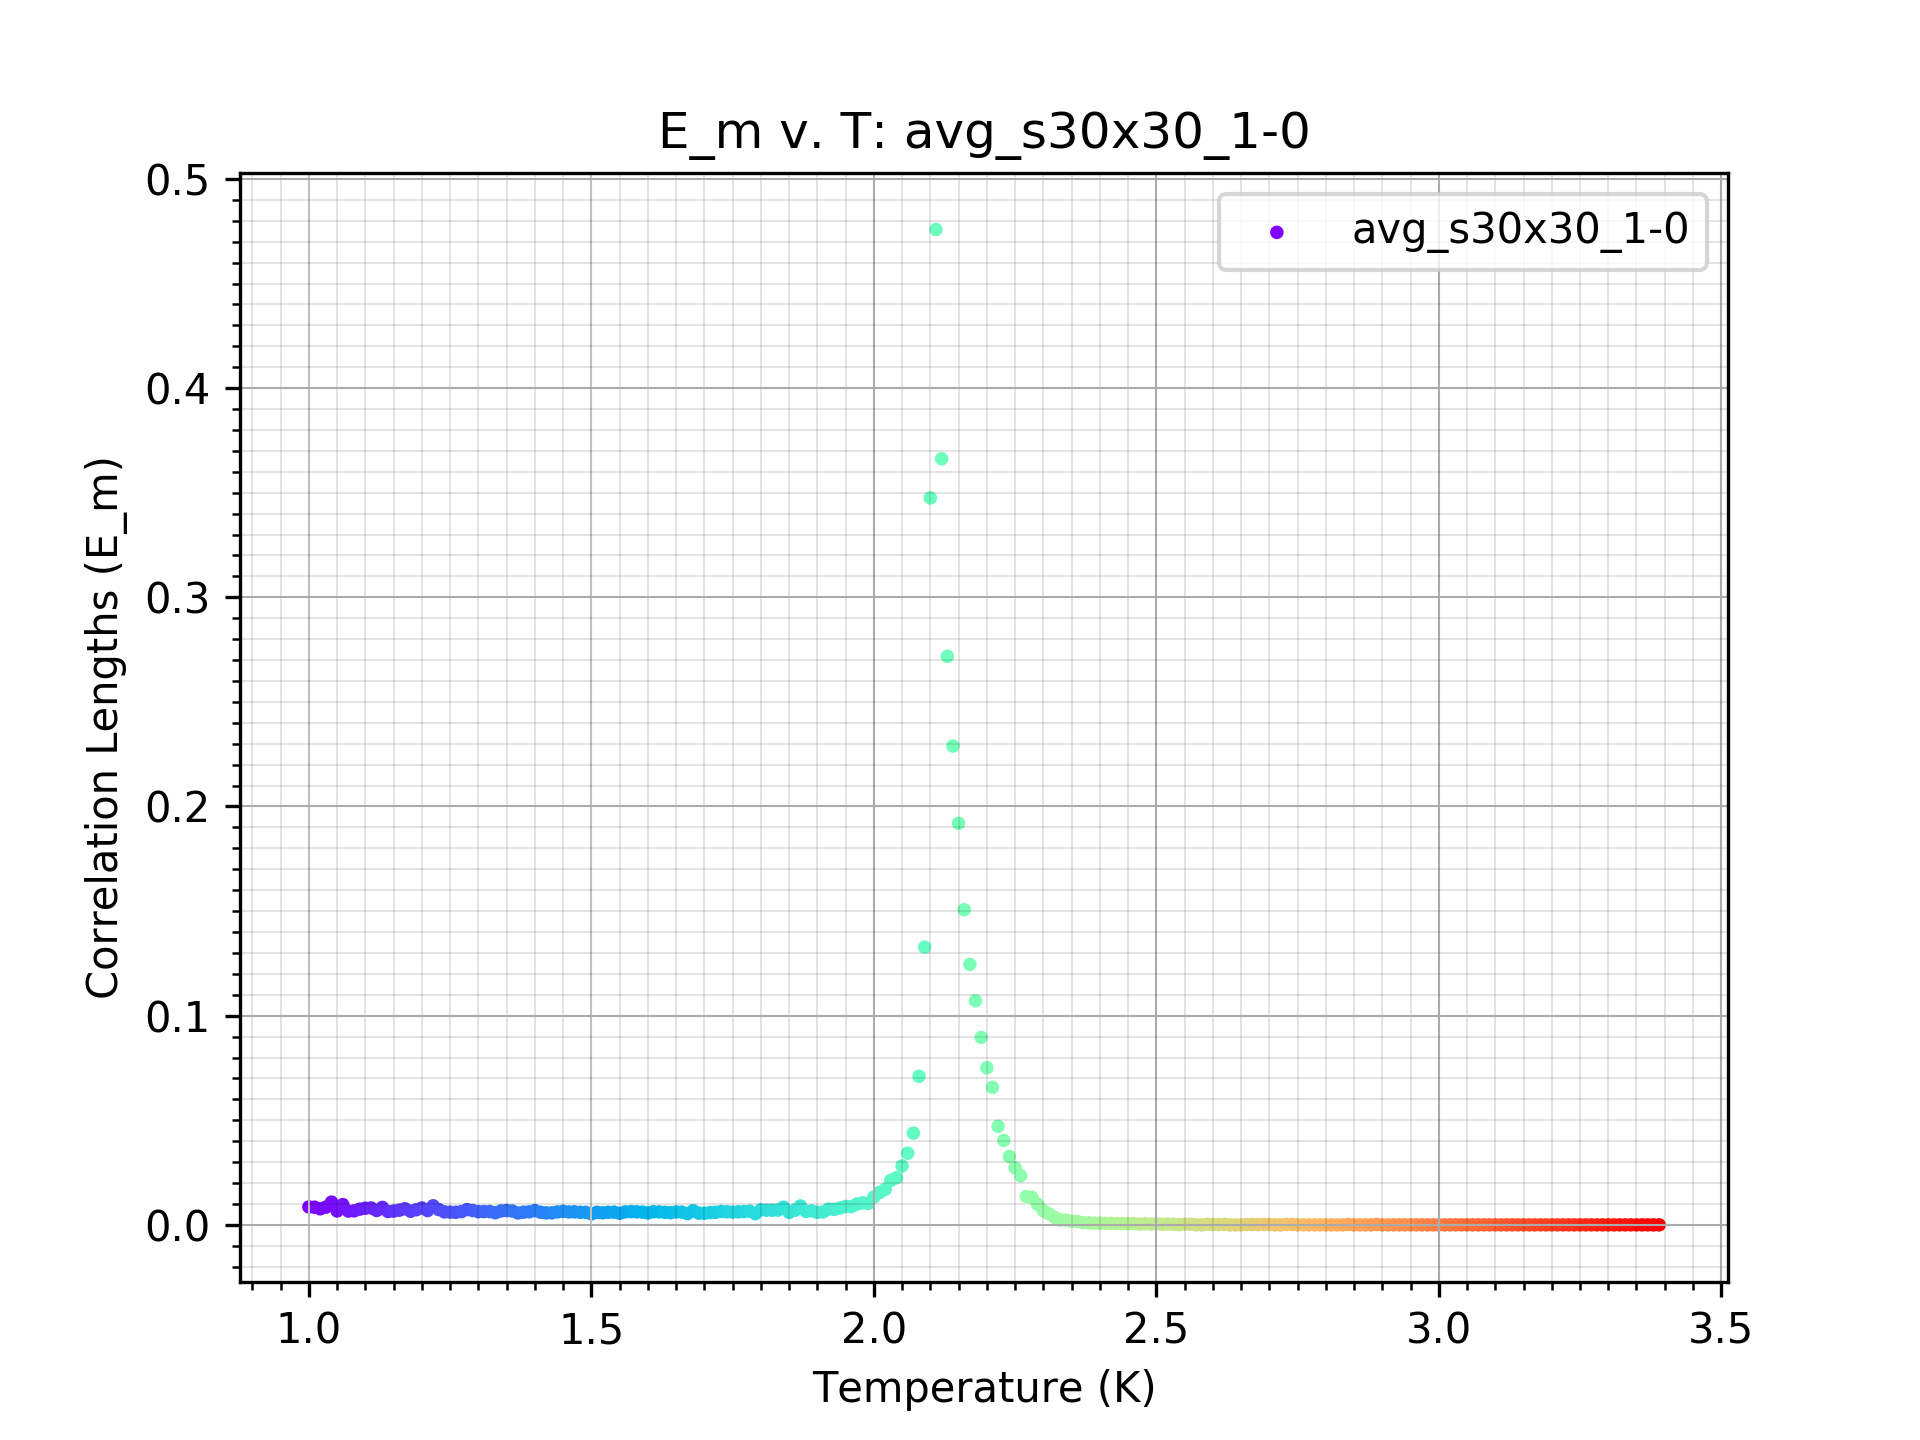 E_m v. T: avg_s30x30_1-0
avg_s30x30_1-0
Correlation Lengths (E_m)
0.5
0.4
0.3
0.2
0.1
0.0
1.0 1.5 2.0 2.5 3.0 3.5
Temperature (K)